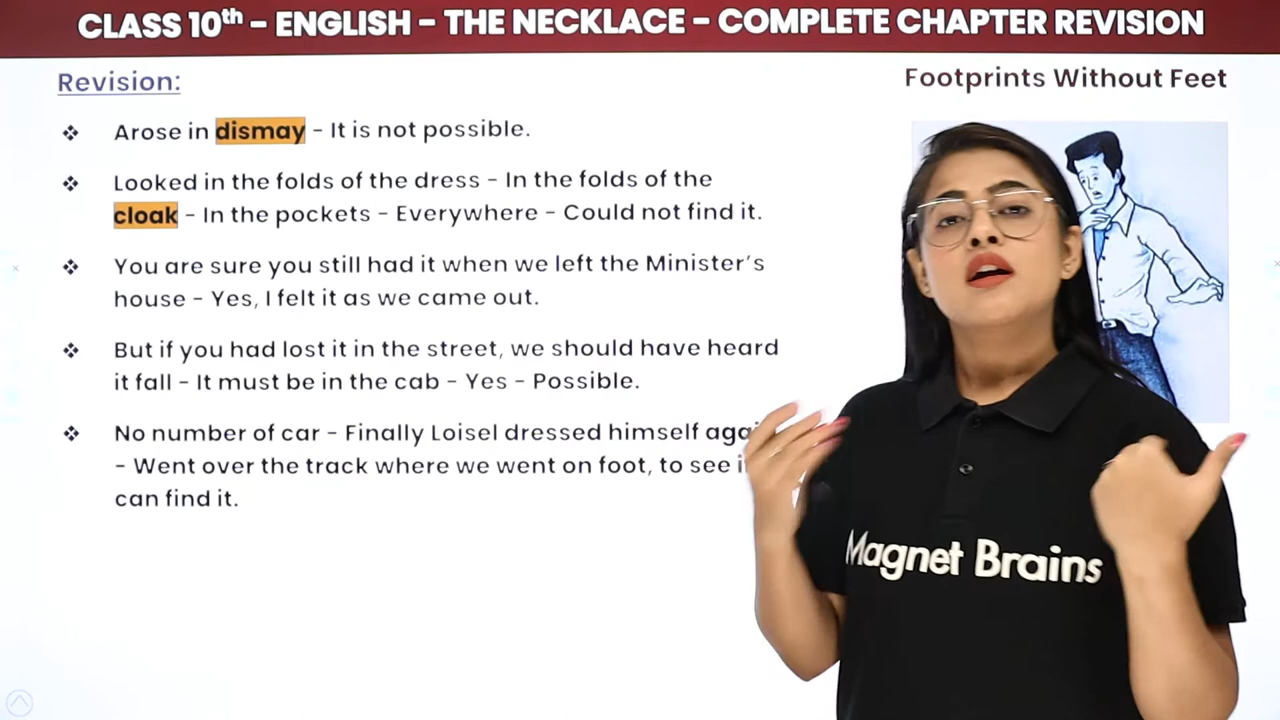 CLASS 10th – ENGLISH – THE NECKLACE – COMPLETE CHAPTER REVISION
Revision:
Footprints Without Feet
❖ Arose in dismay – It is not possible.
❖ Looked in the folds of the dress – In the folds of the
cloak – In the pockets – Everywhere – Could not find it.
❖ You are sure you still had it when we left the Minister’s
house – Yes, I felt it as we came out.
❖ But if you had lost it in the street, we should have heard
it fall – It must be in the cab – Yes – Possible.
❖ No number of car – Finally Loisel dressed himself
– Went over the track where we went on foot, to see
can find it.
Magnet Brains